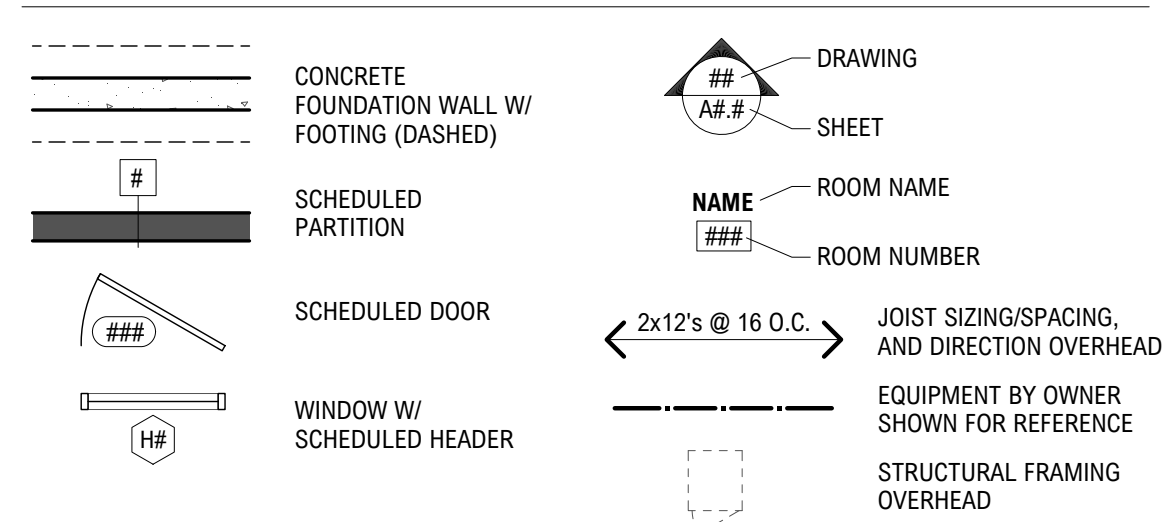 CONCRETE
FOUNDATION WALL W/
FOOTING (DASHED)
#
SCHEDULED
PARTITION
###
SCHEDULED DOOR
H#
WINDOW W/
SCHEDULED HEADER
##
A#.#
DRAWING
SHEET
NAME
###
ROOM NAME
ROOM NUMBER
2x12's @ 16 O.C.
JOIST SIZING/SPACING,
AND DIRECTION OVERHEAD
EQUIPMENT BY OWNER
SHOWN FOR REFERENCE
STRUCTURAL FRAMING
OVERHEAD